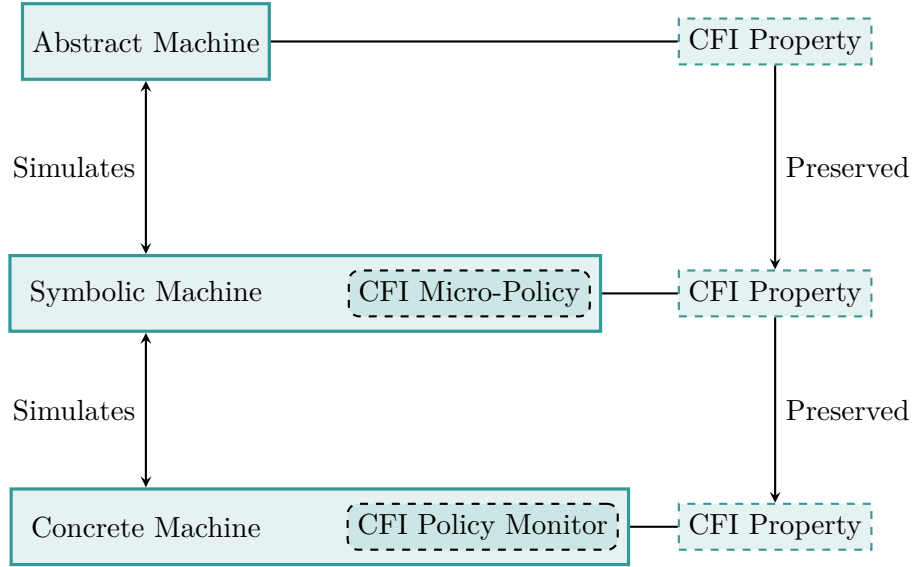 Abstract Machine
CFI Property
Simulates
Preserved
Symbolic Machine
CFI Micro-Policy
CFI Property
Simulates
Preserved
Concrete Machine
CFI Policy Monitor
CFI Property